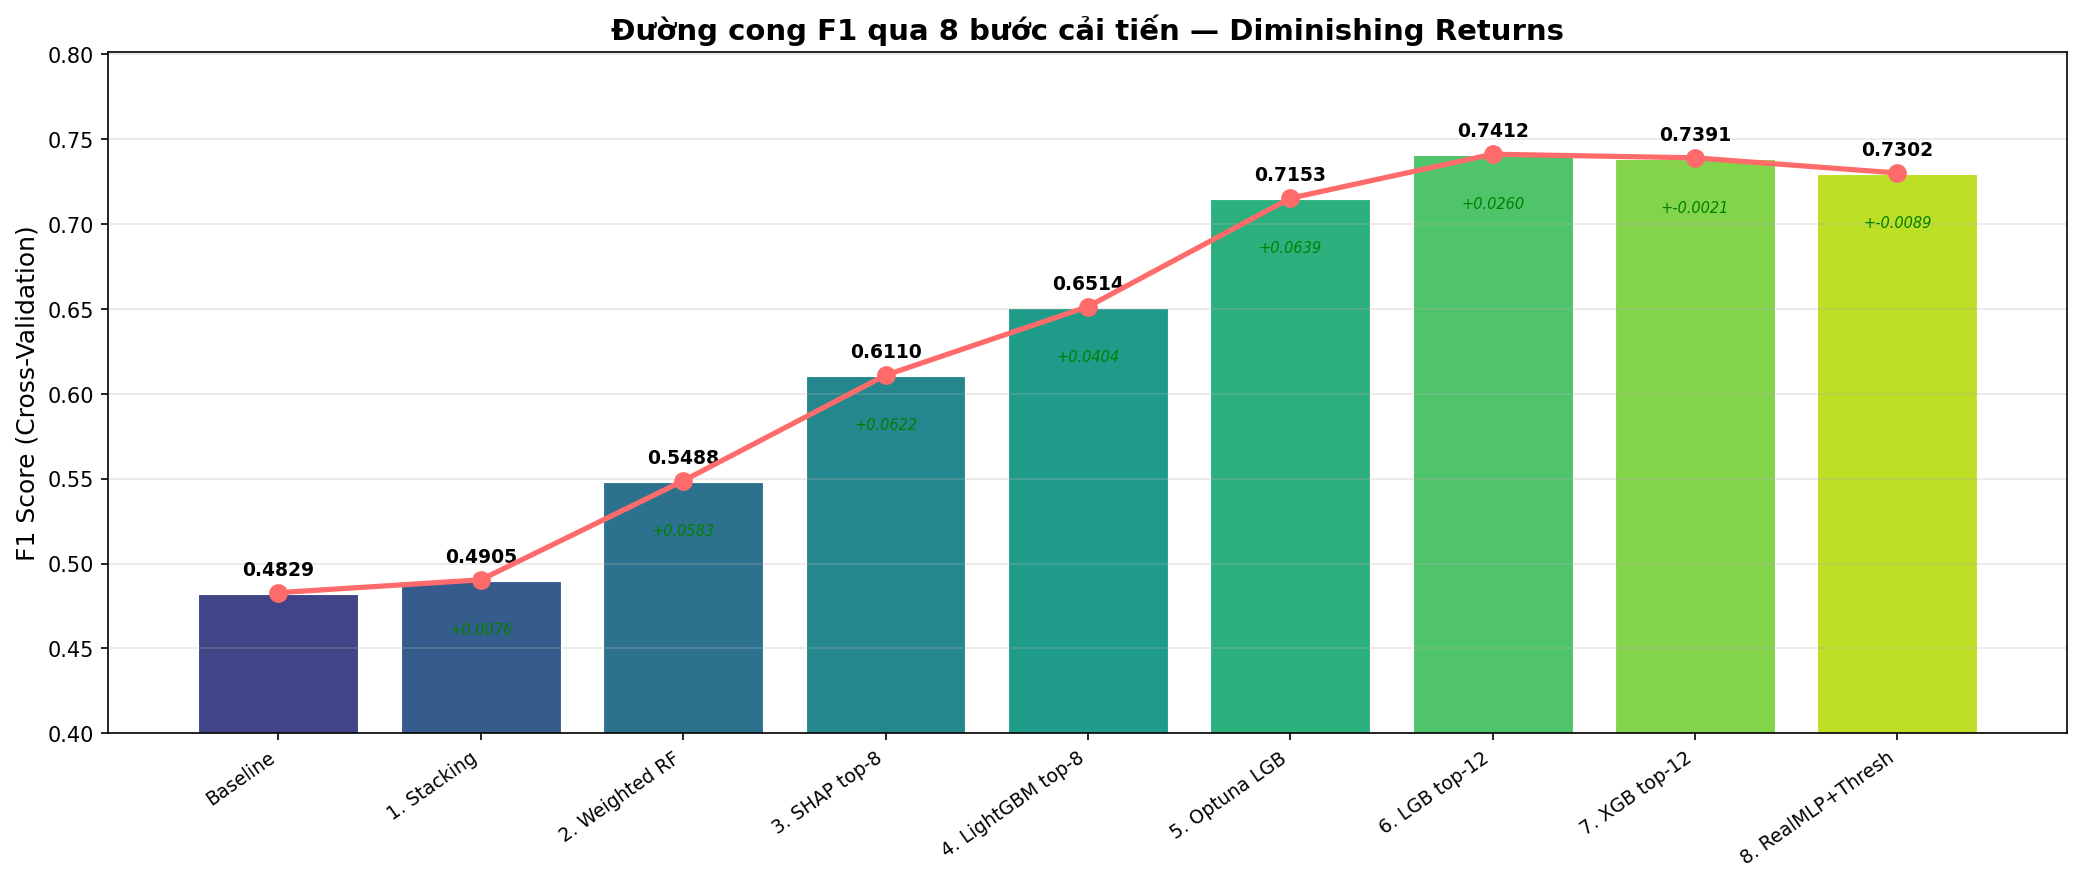 Đường cong F1 qua 8 bước cải tiến — Diminishing Returns
F1 Score (Cross-Validation)
0.80
0.75
0.70
0.65
0.60
0.55
0.50
0.45
0.40
0.4829
0.4905
0.5488
0.6110
0.6514
0.7153
0.7412
0.7391
0.7302
+0.0076
+0.0583
+0.0622
+0.0404
+0.0639
+0.0260
+-0.0021
+-0.0089
Baseline
1. Stacking
2. Weighted RF
3. SHAP top-8
4. LightGBM top-8
5. Optuna LGB
6. LGB top-12
7. XGB top-12
8. RealMLP+Thresh